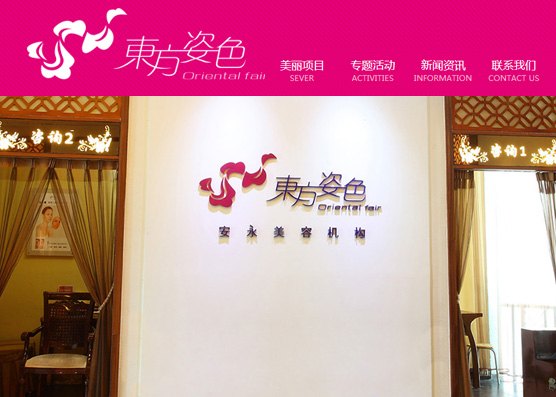 東方姿色
Oriental fair
美丽项目 专题活动 新闻资讯 联系我们
SEVER ACTIVITIES INFORMATION CONTACT US
咨询2
咨询1
東方姿色
Oriental fair
安永美容机构